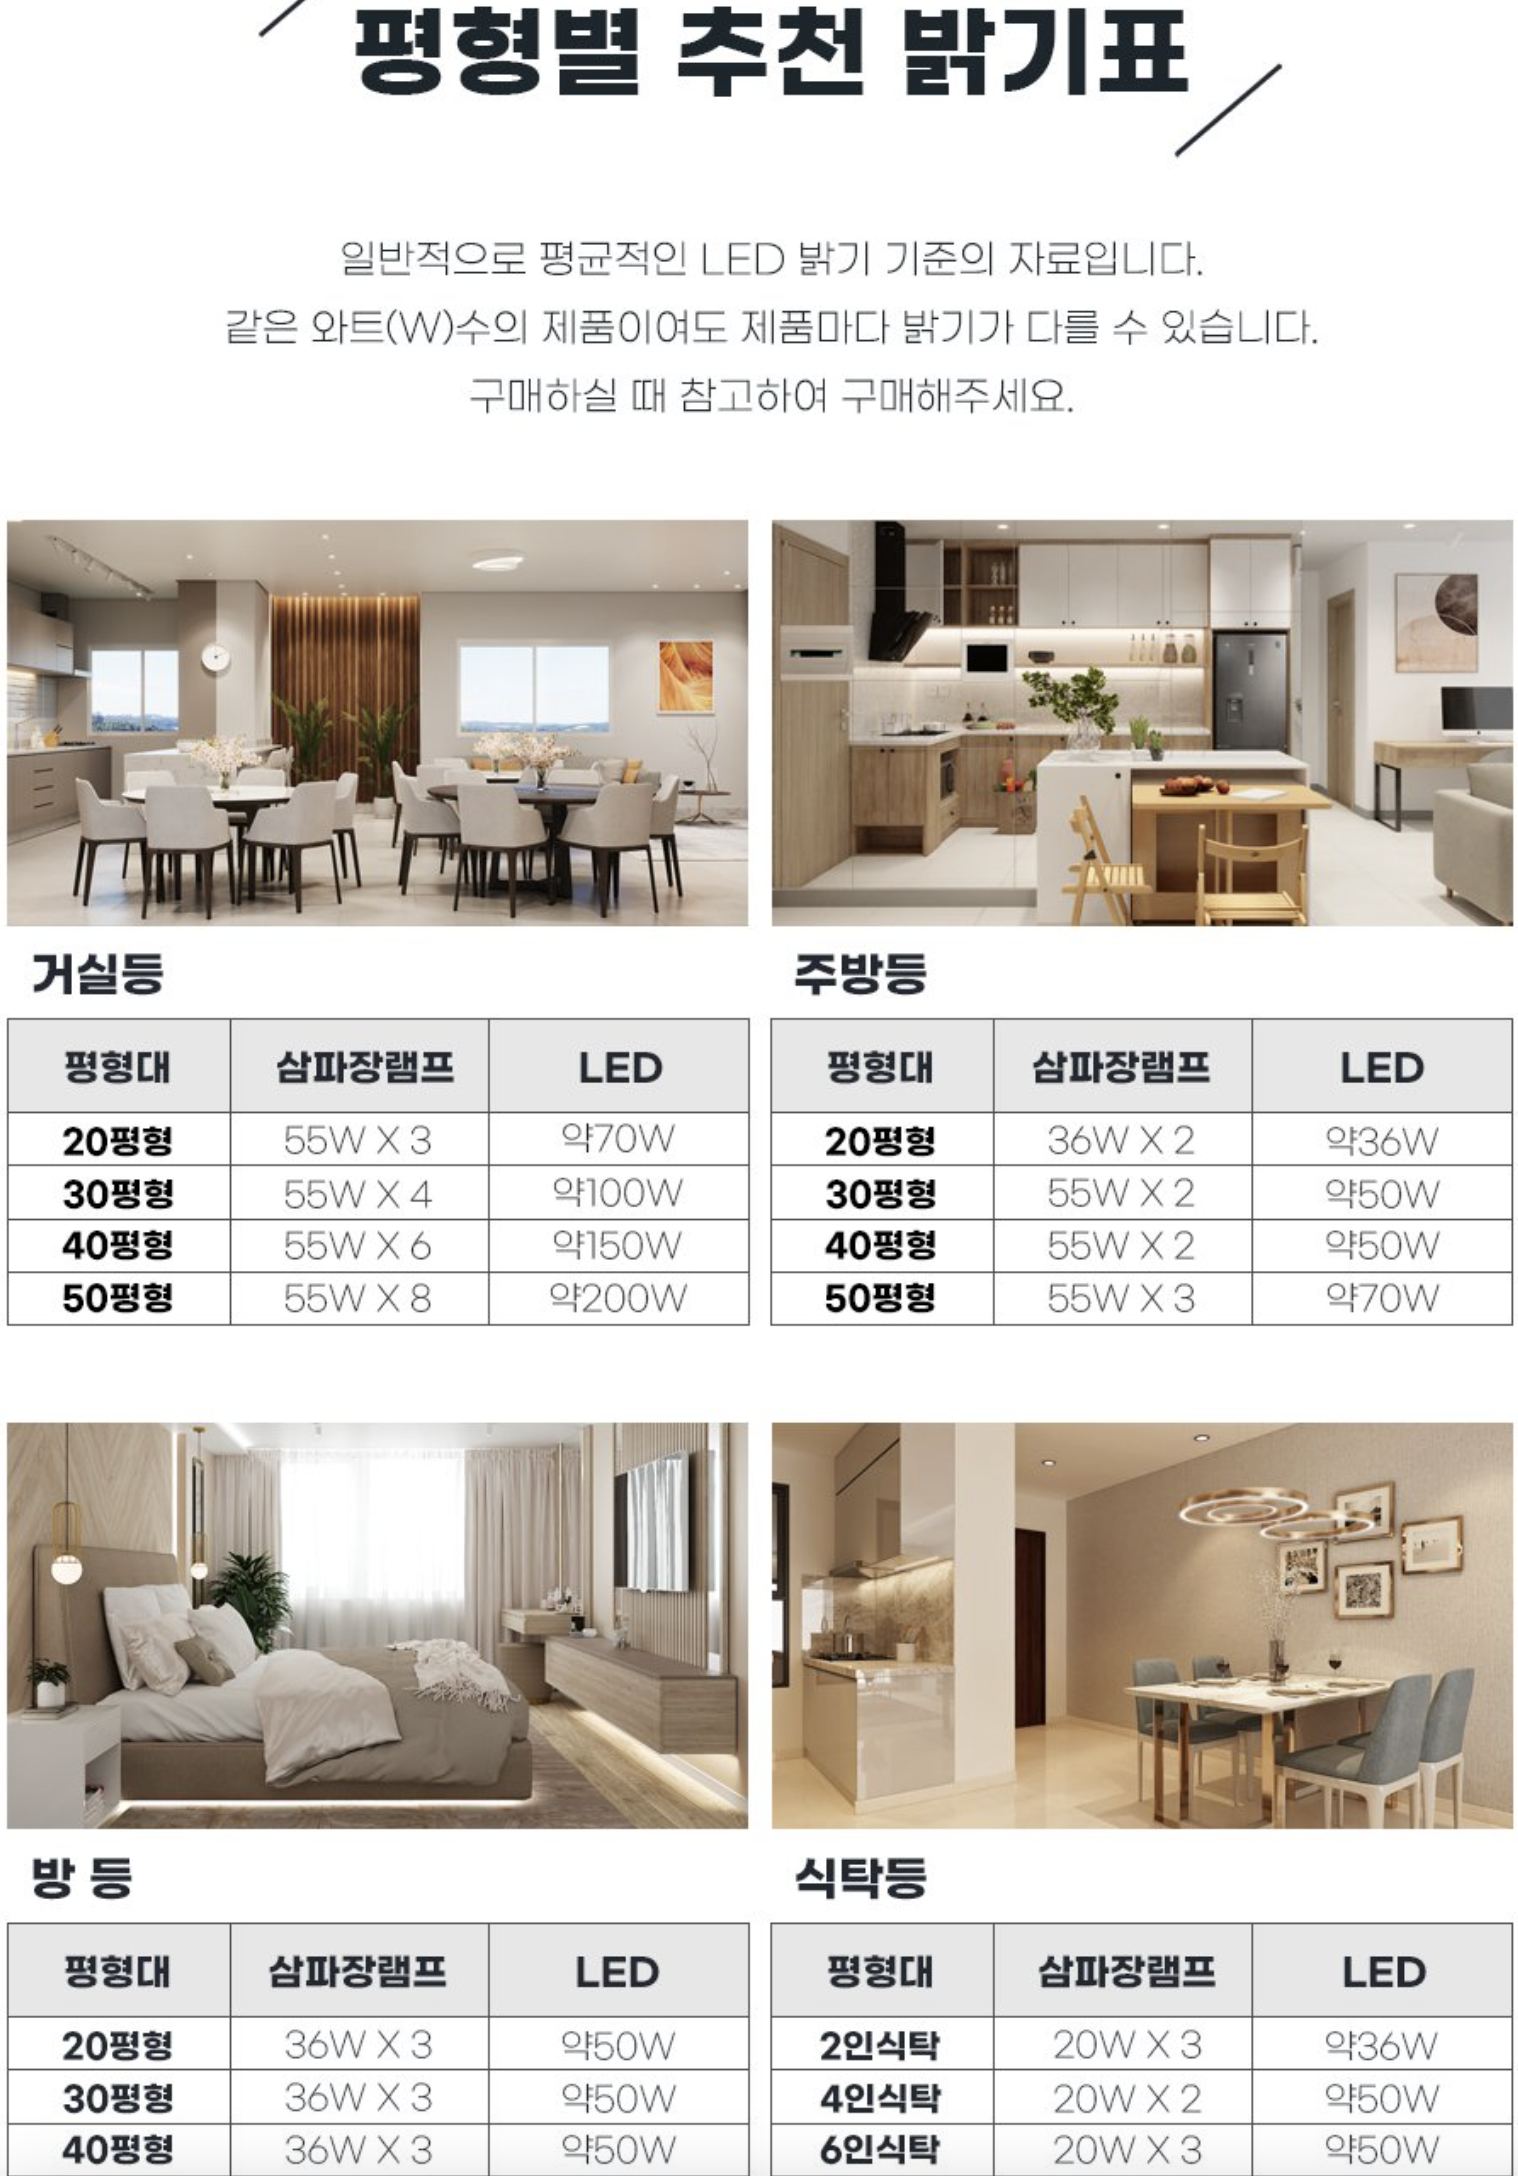 평형별 추천 밝기표
일반적으로 평균적인 LED 밝기 기준의 자료입니다.
같은 와트(W)수의 제품이여도 제품마다 밝기가 다를 수 있습니다.
구매하실 때 참고하여 구매해주세요.
거실등
평형대 삼파장램프 LED
20평형 55W X 3 약70W
30평형 55W X 4 약100W
40평형 55W X 6 약150W
50평형 55W X 8 약200W
주방등
평형대 삼파장램프 LED
20평형 36W X 2 약36W
30평형 55W X 2 약50W
40평형 55W X 2 약50W
50평형 55W X 3 약70W
방 등
평형대 삼파장램프 LED
20평형 36W X 3 약50W
30평형 36W X 3 약50W
40평형 36W X 3 약50W
식탁등
평형대 삼파장램프 LED
2인식탁 20W X 3 약36W
4인식탁 20W X 2 약50W
6인식탁 20W X 3 약50W